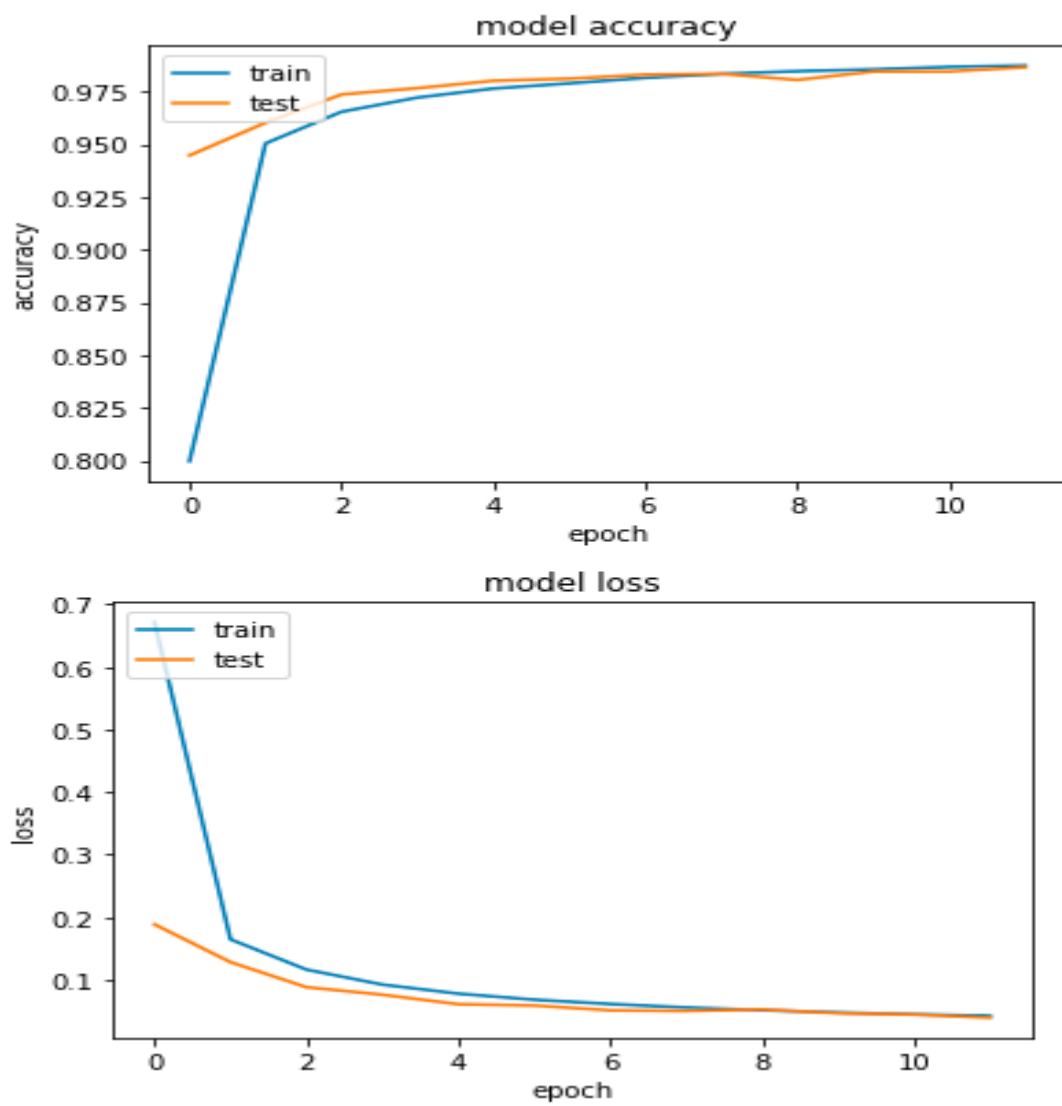 model accuracy
train
test
0.975
0.950
0.925
0.900
0.875
0.850
0.825
0.800
accuracy
0 2 4 6 8 10
epoch
model loss
train
test
0.7
0.6
0.5
0.4
0.3
0.2
0.1
loss
0 2 4 6 8 10
epoch